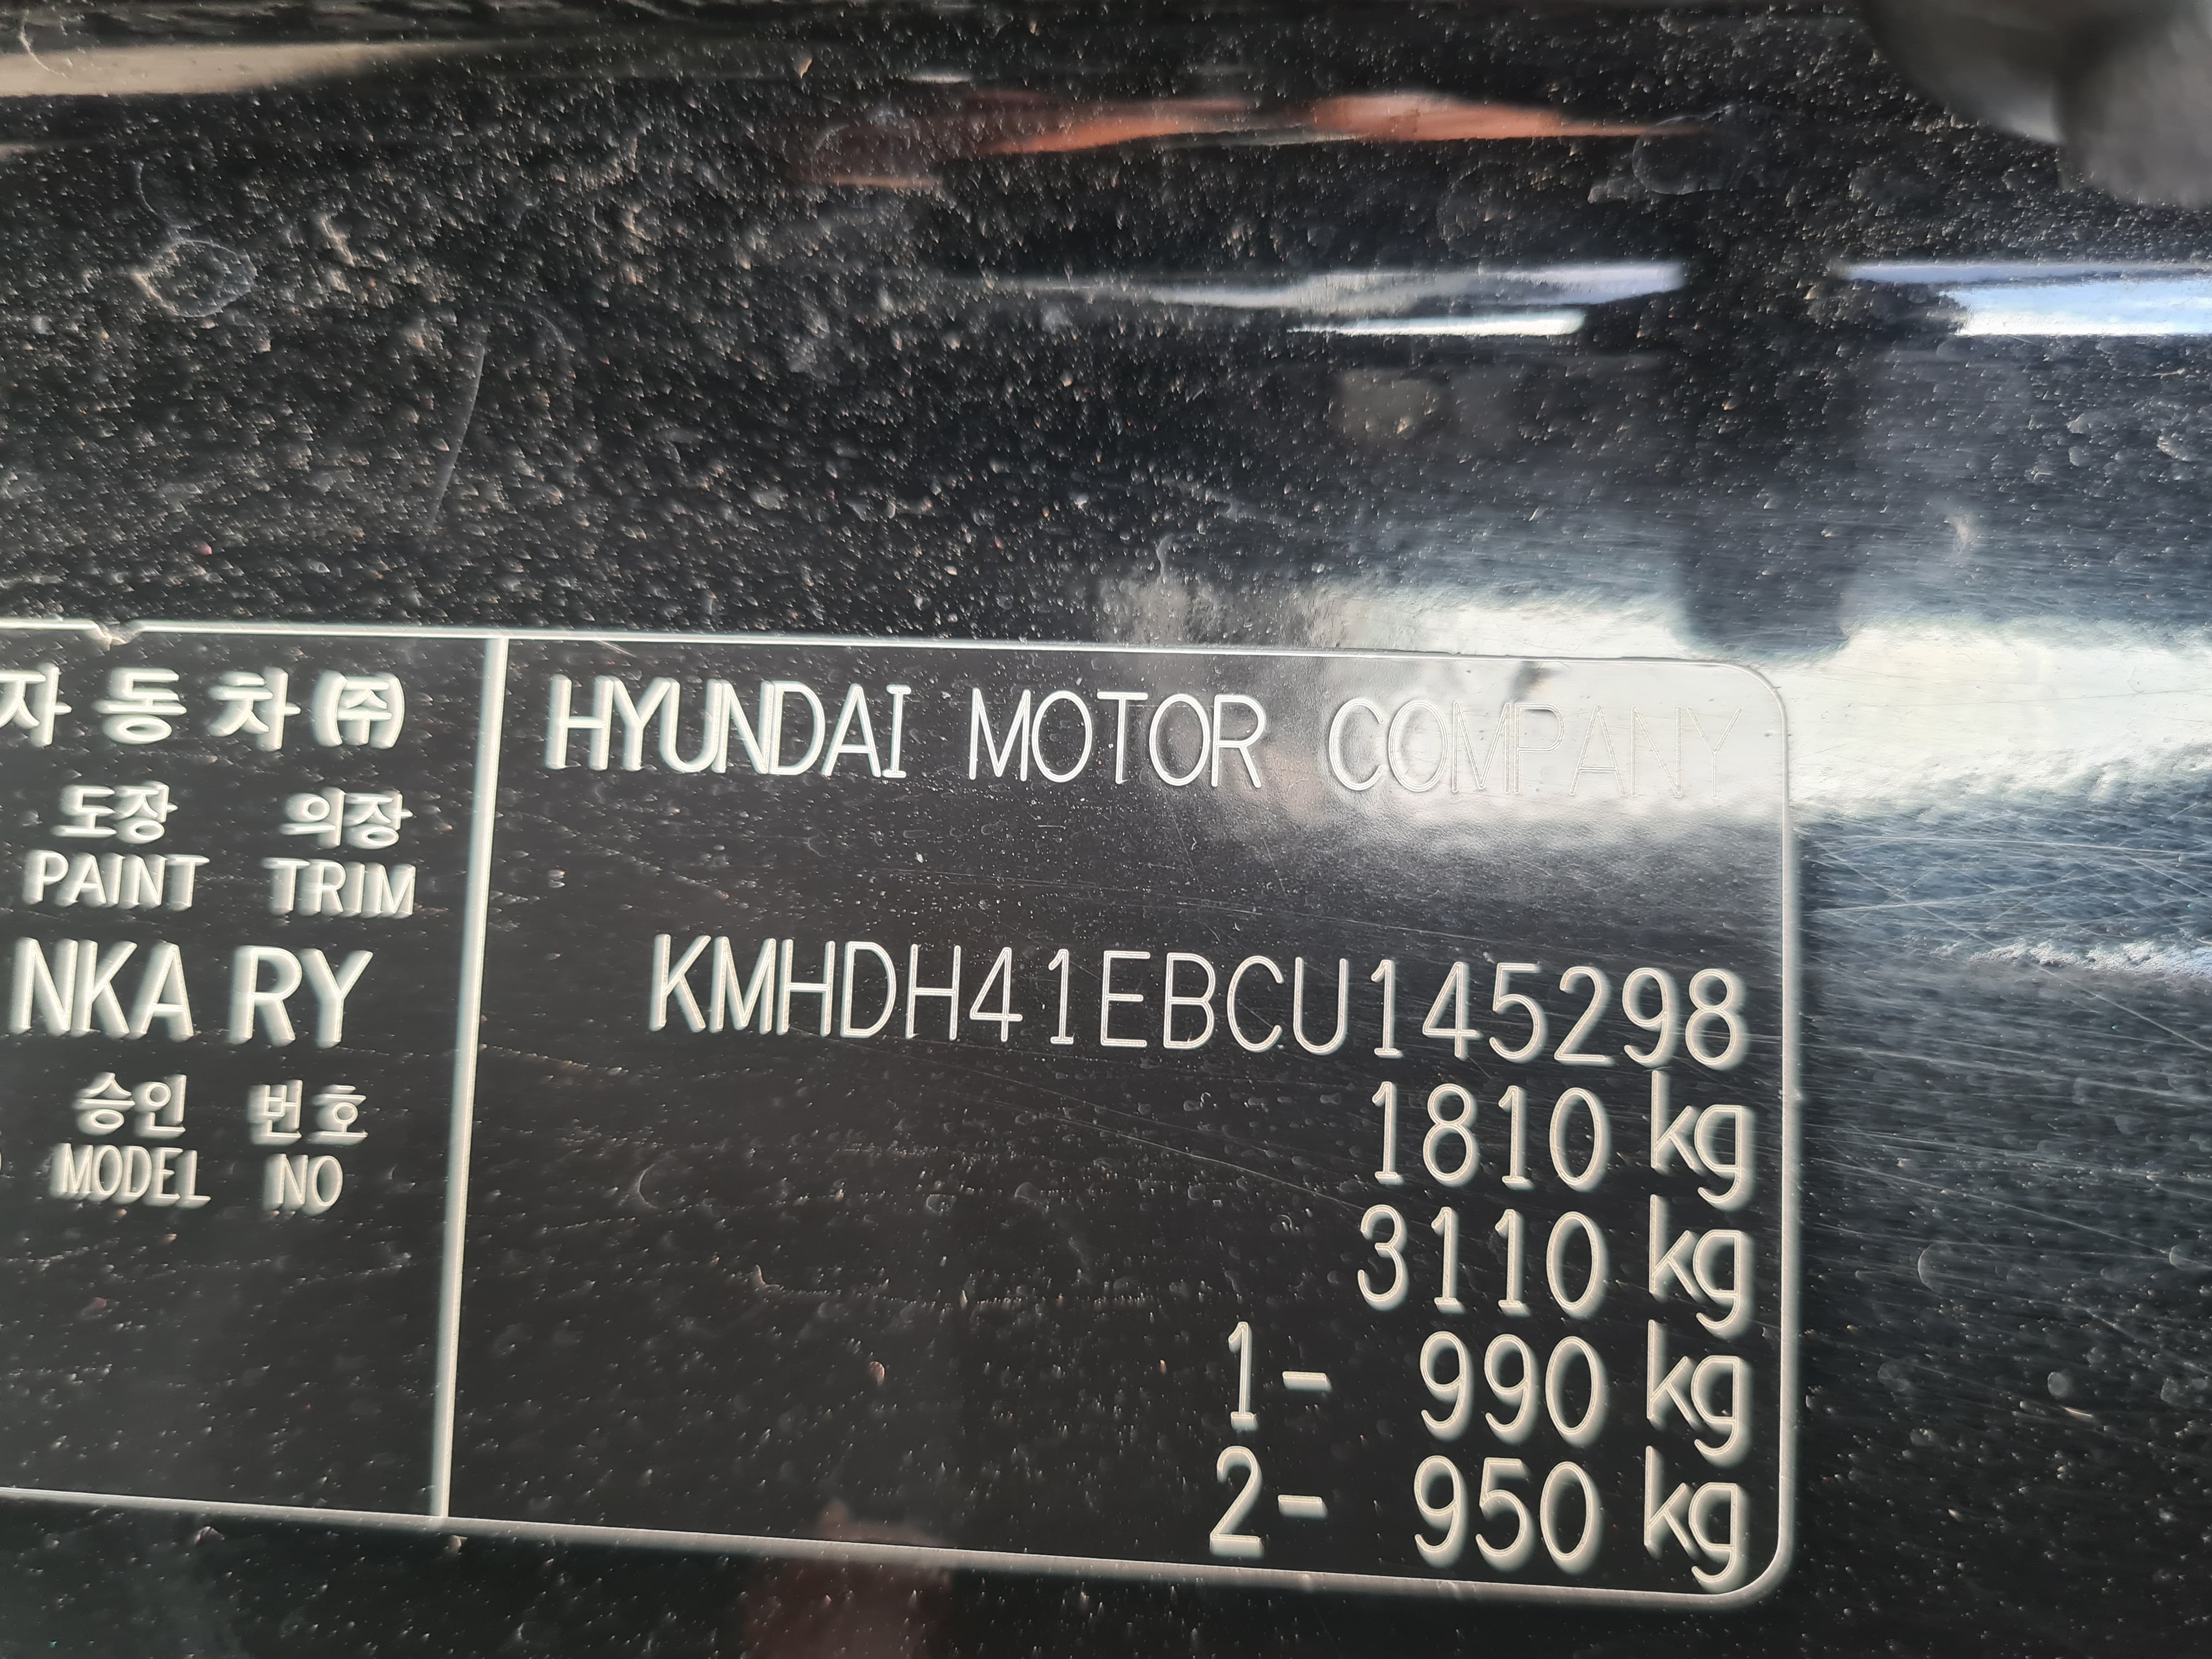 자동차(주)
도장 의장
PAINT TRIM
NKA RY
승인 번호
MODEL NO
HYUNDAI MOTOR COMPANY
KMHDH41EBCU145298
1810 kg
3110 kg
1- 990 kg
2- 950 kg